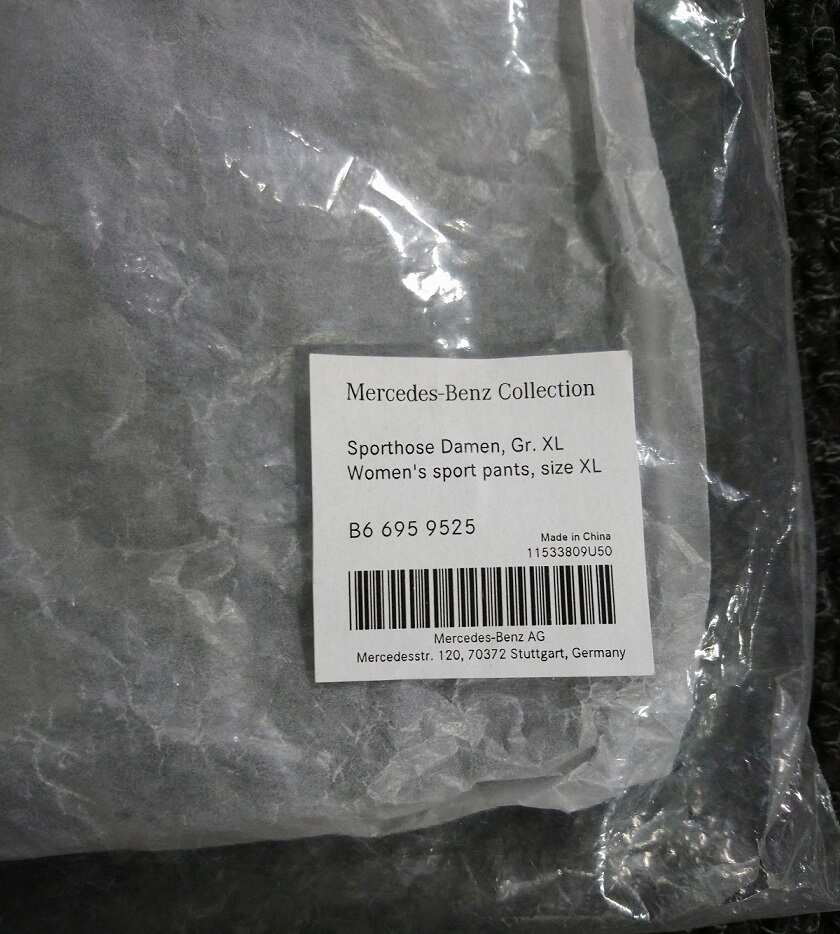 Mercedes-Benz Collection
Sporthose Damen, Gr. XL
Women's sport pants, size XL
B6 695 9525
Made in China
11533809U50
Mercedes-Benz AG
Mercedesstr. 120, 70372 Stuttgart, Germany